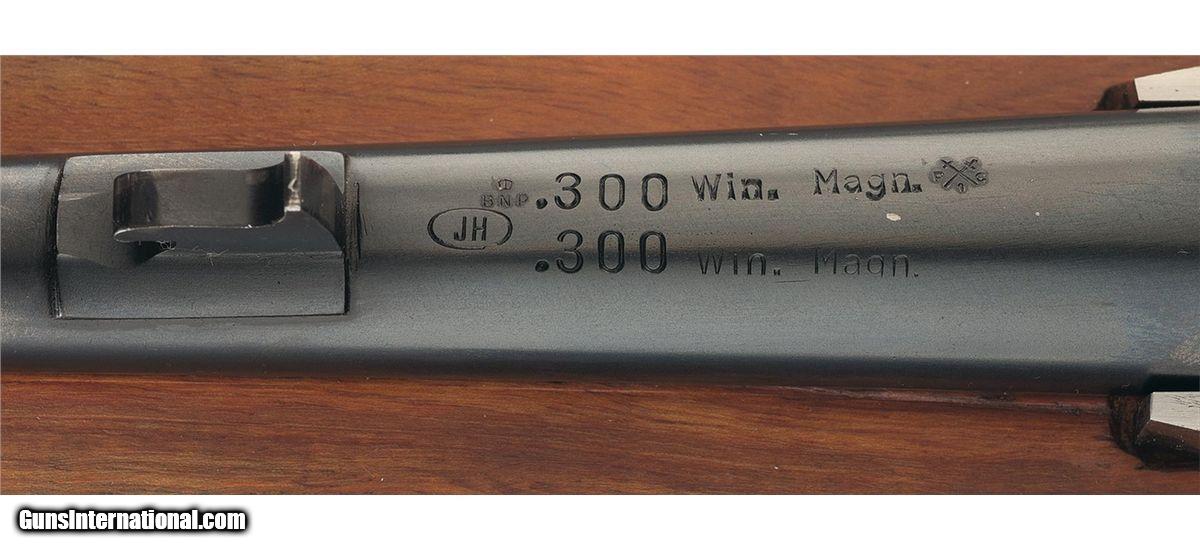 BNP .300 Win. Magn.
JH
.300 Win. Magn.
GunsInternational.com